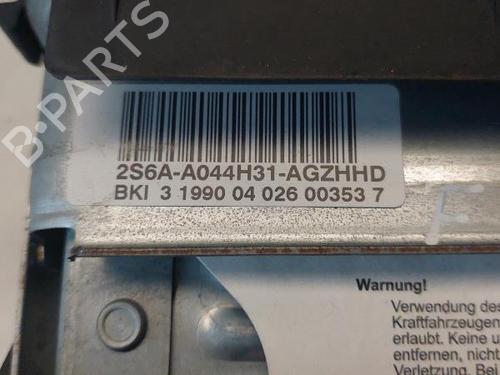 B-PARTS
2S6A-A044H31-AGZHHD
BKI 3 1990 04 026 00353 7
F
Warnung!
Verwendung des
Kraftfahrzeugen
erlaubt. Keine u
entfernen, nicht
Verletzung. Bei